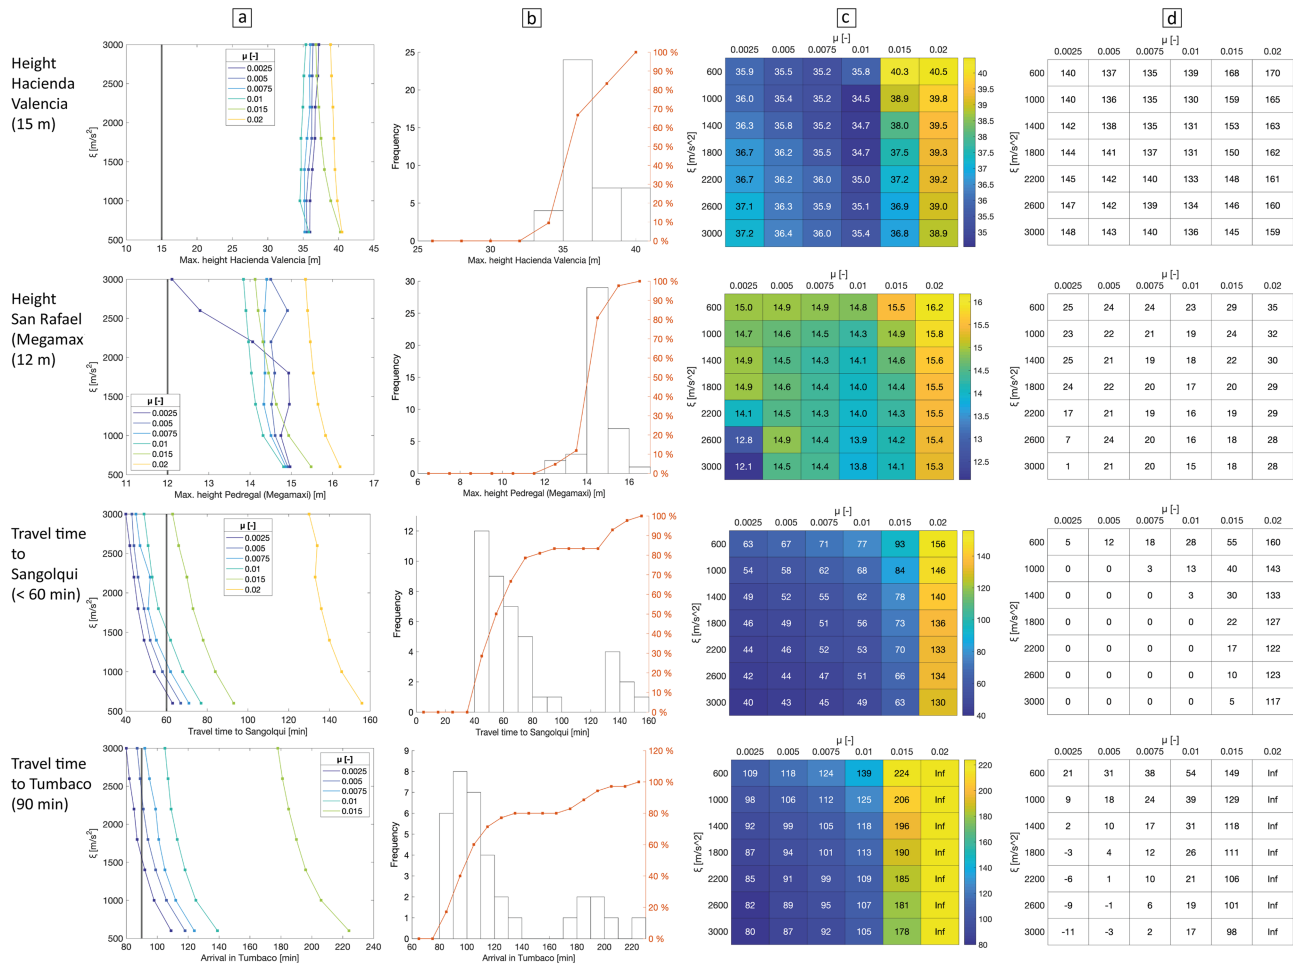 a
b
c
d
Height
Hacienda
Valencia
(15 m)
3000
2500
2000
1500
1000
500
ξ [m/s²]
10 15 20 25 30 35 40 45
Max. height Hacienda Valencia [m]
μ [-]
0.0025
0.005
0.0075
0.01
0.015
0.02
25
20
15
10
5
0
Frequency
25 30 35 40
Max. height Hacienda Valencia [m]
100 %
90 %
80 %
70 %
60 %
50 %
40 %
30 %
20 %
10 %
0 %
μ [-]
0.0025 0.005 0.0075 0.01 0.015 0.02
ξ [m/s^2]
600 35.9 35.5 35.2 35.8 40.3 40.5
1000 36.0 35.4 35.2 34.5 38.9 39.8
1400 36.3 35.8 35.2 34.7 38.0 39.5
1800 36.7 36.2 35.5 34.7 37.5 39.3
2200 36.7 36.2 36.0 35.0 37.2 39.2
2600 37.1 36.3 35.9 35.1 36.9 39.0
3000 37.2 36.4 36.0 35.4 36.8 38.9
40
39.5
39
38.5
38
37.5
37
36.5
36
35.5
35
μ [-]
0.0025 0.005 0.0075 0.01 0.015 0.02
ξ [m/s^2]
600 140 137 135 139 168 170
1000 140 136 135 130 159 165
1400 142 138 135 131 153 163
1800 144 141 137 131 150 162
2200 145 142 140 133 148 161
2600 147 142 139 134 146 160
3000 148 143 140 136 145 159
Height
San Rafael
(Megamax
(12 m)
3000
2500
2000
1500
1000
500
ξ [m/s²]
11 12 13 14 15 16 17
Max. height Pedregal (Megamaxi) [m]
μ [-]
0.0025
0.005
0.0075
0.01
0.015
0.02
30
25
20
15
10
5
0
Frequency
6 8 10 12 14 16
Max. height Pedregal (Megamaxi) [m]
100 %
90 %
80 %
70 %
60 %
50 %
40 %
30 %
20 %
10 %
0 %
μ [-]
0.0025 0.005 0.0075 0.01 0.015 0.02
ξ [m/s^2]
600 15.0 14.9 14.9 14.8 15.5 16.2
1000 14.7 14.6 14.5 14.3 14.9 15.8
1400 14.9 14.5 14.3 14.1 14.6 15.6
1800 14.9 14.6 14.4 14.0 14.4 15.5
2200 14.1 14.5 14.3 14.0 14.3 15.5
2600 12.8 14.9 14.4 13.9 14.2 15.4
3000 12.1 14.5 14.4 13.8 14.1 15.3
16
15.5
15
14.5
14
13.5
13
12.5
μ [-]
0.0025 0.005 0.0075 0.01 0.015 0.02
ξ [m/s^2]
600 25 24 24 23 29 35
1000 23 22 21 19 24 32
1400 25 21 19 18 22 30
1800 24 22 20 17 20 29
2200 17 21 19 16 19 29
2600 7 24 20 16 18 28
3000 1 21 20 15 18 28
Travel time
to
Sangolqui
(< 60 min)
3000
2500
2000
1500
1000
500
ξ [m/s²]
40 60 80 100 120 140 160
Travel time to Sangolqui [min]
μ [-]
0.0025
0.005
0.0075
0.01
0.015
0.02
12
10
8
6
4
2
0
Frequency
0 20 40 60 80 100 120 140 160
Travel time to Sangolqui [min]
100 %
90 %
80 %
70 %
60 %
50 %
40 %
30 %
20 %
10 %
0 %
μ [-]
0.0025 0.005 0.0075 0.01 0.015 0.02
ξ [m/s^2]
600 63 67 71 77 93 156
1000 54 58 62 68 84 146
1400 49 52 55 62 78 140
1800 46 49 51 56 73 136
2200 44 46 52 53 70 133
2600 42 44 47 51 66 134
3000 40 43 45 49 63 130
140
120
100
80
60
40
μ [-]
0.0025 0.005 0.0075 0.01 0.015 0.02
ξ [m/s^2]
600 5 12 18 28 55 160
1000 0 0 3 13 40 143
1400 0 0 0 3 30 133
1800 0 0 0 0 22 127
2200 0 0 0 0 17 122
2600 0 0 0 0 10 123
3000 0 0 0 0 5 117
Travel time
to Tumbaco
(90 min)
3000
2500
2000
1500
1000
500
ξ [m/s²]
80 100 120 140 160 180 200 220 240
Arrival in Tumbaco [min]
μ [-]
0.0025
0.005
0.0075
0.01
0.015
9
8
7
6
5
4
3
2
1
0
Frequency
60 80 100 120 140 160 180 200 220
Arrival in Tumbaco [min]
120 %
100 %
80 %
60 %
40 %
20 %
0 %
μ [-]
0.0025 0.005 0.0075 0.01 0.015 0.02
ξ [m/s^2]
600 109 118 124 139 224 Inf
1000 98 106 112 125 206 Inf
1400 92 99 105 118 196 Inf
1800 87 94 101 113 190 Inf
2200 85 91 99 109 185 Inf
2600 82 89 95 107 181 Inf
3000 80 87 92 105 178 Inf
220
200
180
160
140
120
100
80
μ [-]
0.0025 0.005 0.0075 0.01 0.015 0.02
ξ [m/s^2]
600 21 31 38 54 149 Inf
1000 9 18 24 39 129 Inf
1400 2 10 17 31 118 Inf
1800 -3 4 12 26 111 Inf
2200 -6 1 10 21 106 Inf
2600 -9 -1 6 19 101 Inf
3000 -11 -3 2 17 98 Inf